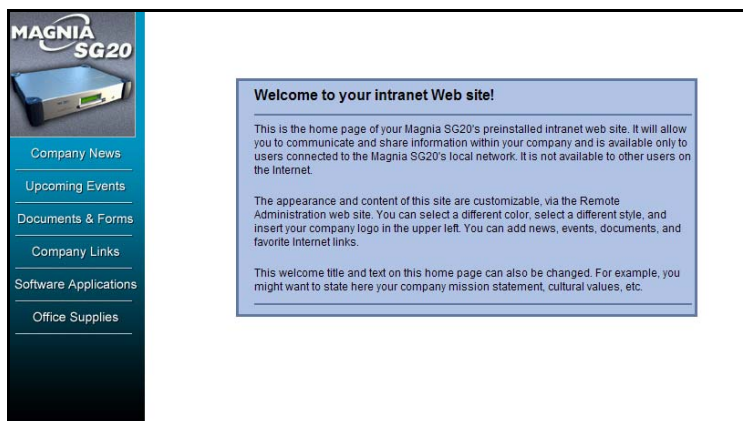 MAGNIA
SG20
Company News
Upcoming Events
Documents & Forms
Company Links
Software Applications
Office Supplies
Welcome to your intranet Web site!
This is the home page of your Magnia SG20's preinstalled intranet web site. It will allow
you to communicate and share information within your company and is available only to
users connected to the Magnia SG20's local network. It is not available to other users on
the Internet.
The appearance and content of this site are customizable, via the Remote
Administration web site. You can select a different color, select a different style, and
insert your company logo in the upper left. You can add news, events, documents, and
favorite Internet links.
This welcome title and text on this home page can also be changed. For example, you
might want to state here your company mission statement, cultural values, etc.